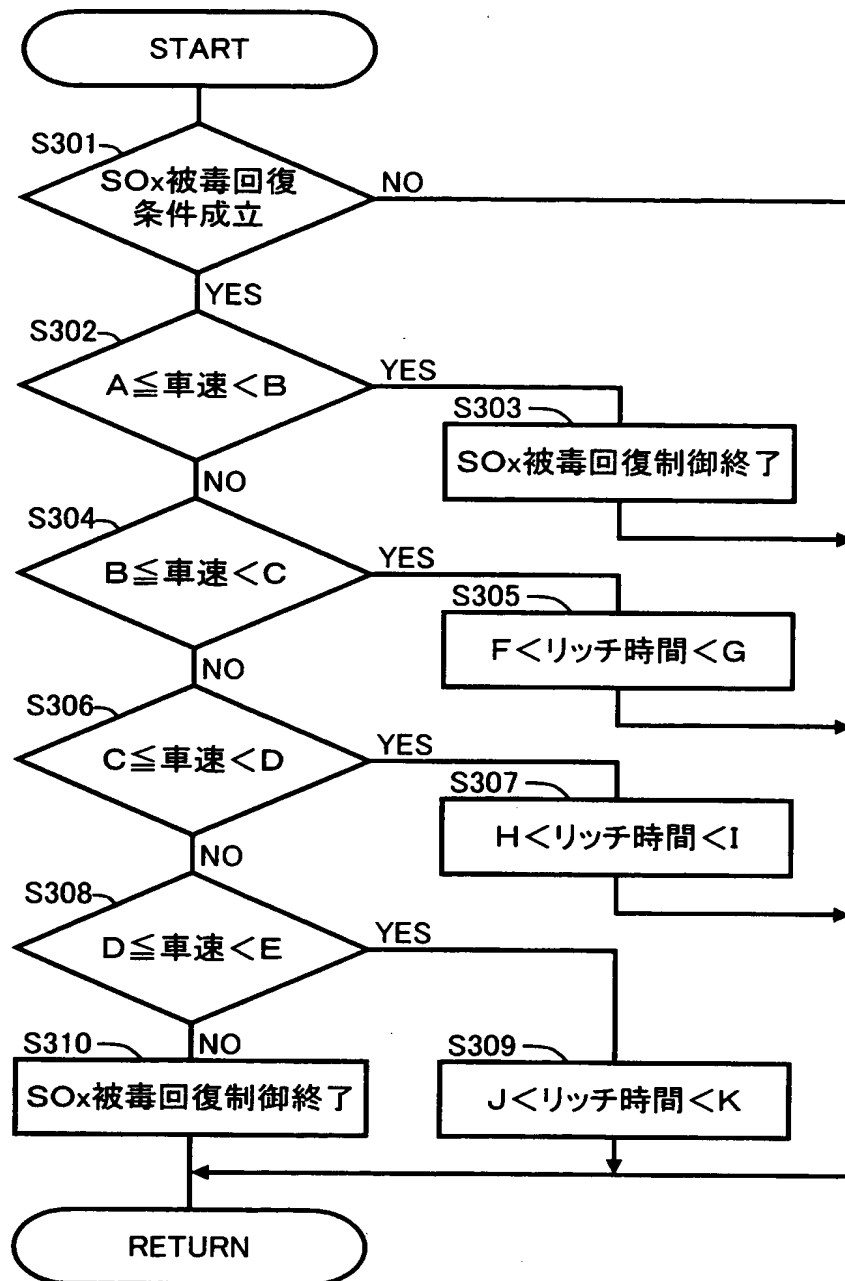 START
S301
SOx被毒回復
条件成立
NO
YES
S302
A≦車速<B
YES
S303
SOx被毒回復制御終了
NO
S304
B≦車速<C
YES
S305
F<リッチ時間<G
NO
S306
C≦車速<D
YES
S307
H<リッチ時間<I
NO
S308
D≦車速<E
YES
S309
J<リッチ時間<K
NO
S310
SOx被毒回復制御終了
RETURN